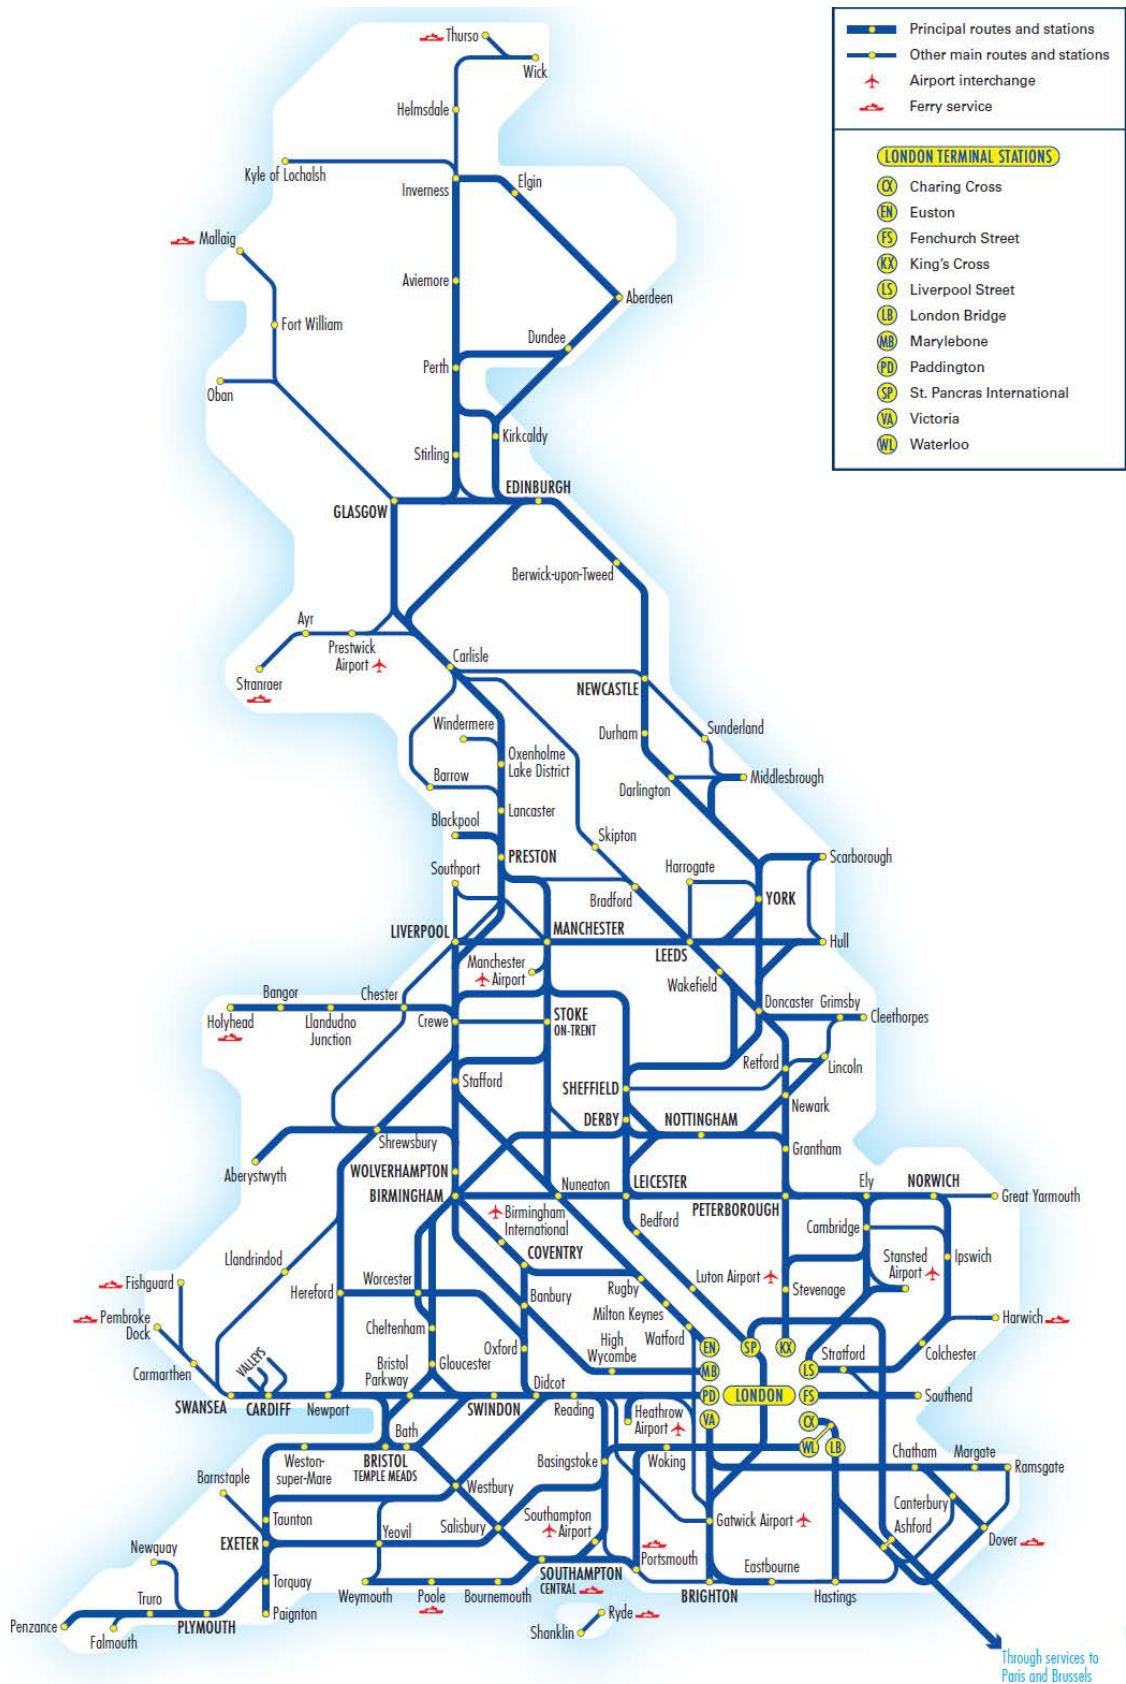 Principal routes and stations
Other main routes and stations
Airport interchange
Ferry service
LONDON TERMINAL STATIONS
CX Charing Cross
EN Euston
FS Fenchurch Street
KX King's Cross
LS Liverpool Street
LB London Bridge
MB Marylebone
PD Paddington
SP St. Pancras International
VA Victoria
WL Waterloo
Thurso
Wick
Helmsdale
Kyle of Lochalsh
Inverness
Elgin
Mallaig
Aviemore
Aberdeen
Fort William
Dundee
Perth
Oban
Kirkcaldy
Stirling
EDINBURGH
GLASGOW
Berwick-upon-Tweed
Ayr
Prestwick
Airport
Carlisle
Stranraer
NEWCASTLE
Windermere
Durham
Sunderland
Oxenholme
Lake District
Barrow
Darlington
Middlesbrough
Lancaster
Blackpool
Skipton
PRESTON
Scarborough
Southport
Harrogate
Bradford
YORK
LIVERPOOL
MANCHESTER
LEEDS
Hull
Manchester
Airport
Wakefield
Bangor
Chester
Doncaster
Grimsby
Cleethorpes
Holyhead
Llandudno
Junction
Crewe
STOKE
ON-TRENT
Retford
Lincoln
Stafford
SHEFFIELD
Newark
DERBY
NOTTINGHAM
Shrewsbury
Grantham
Aberystwyth
WOLVERHAMPTON
BIRMINGHAM
Nuneaton
LEICESTER
PETERBOROUGH
Ely
NORWICH
Great Yarmouth
Birmingham
International
Bedford
Cambridge
COVENTRY
Stansted
Airport
Ipswich
Llandrindod
Worcester
Luton Airport
Fishguard
Hereford
Banbury
Rugby
Stevenage
Pembroke
Dock
Milton Keynes
Harwich
Cheltenham
Oxford
High
Wycombe
Watford
EN
SP
KX
Stratford
Colchester
Carmarthen
VALLEYS
Bristol
Parkway
Gloucester
MB
LS
SWANSEA
CARDIFF
Newport
SWINDON
Didcot
Reading
PD
LONDON
FS
Southend
Heathrow
Airport
VA
CX
Bath
Weston-
super-Mare
BRISTOL
TEMPLE MEADS
Basingstoke
Woking
WL
LB
Chatham
Margate
Ramsgate
Barnstaple
Westbury
Canterbury
Taunton
Southampton
Airport
Gatwick Airport
Ashford
Dover
EXETER
Yeovil
Salisbury
Newquay
Portsmouth
Torquay
SOUTHAMPTON
CENTRAL
Eastbourne
Truro
Weymouth
Poole
Bournemouth
BRIGHTON
Hastings
Penzance
Falmouth
PLYMOUTH
Paignton
Ryde
Shanklin
Through services to
Paris and Brussels